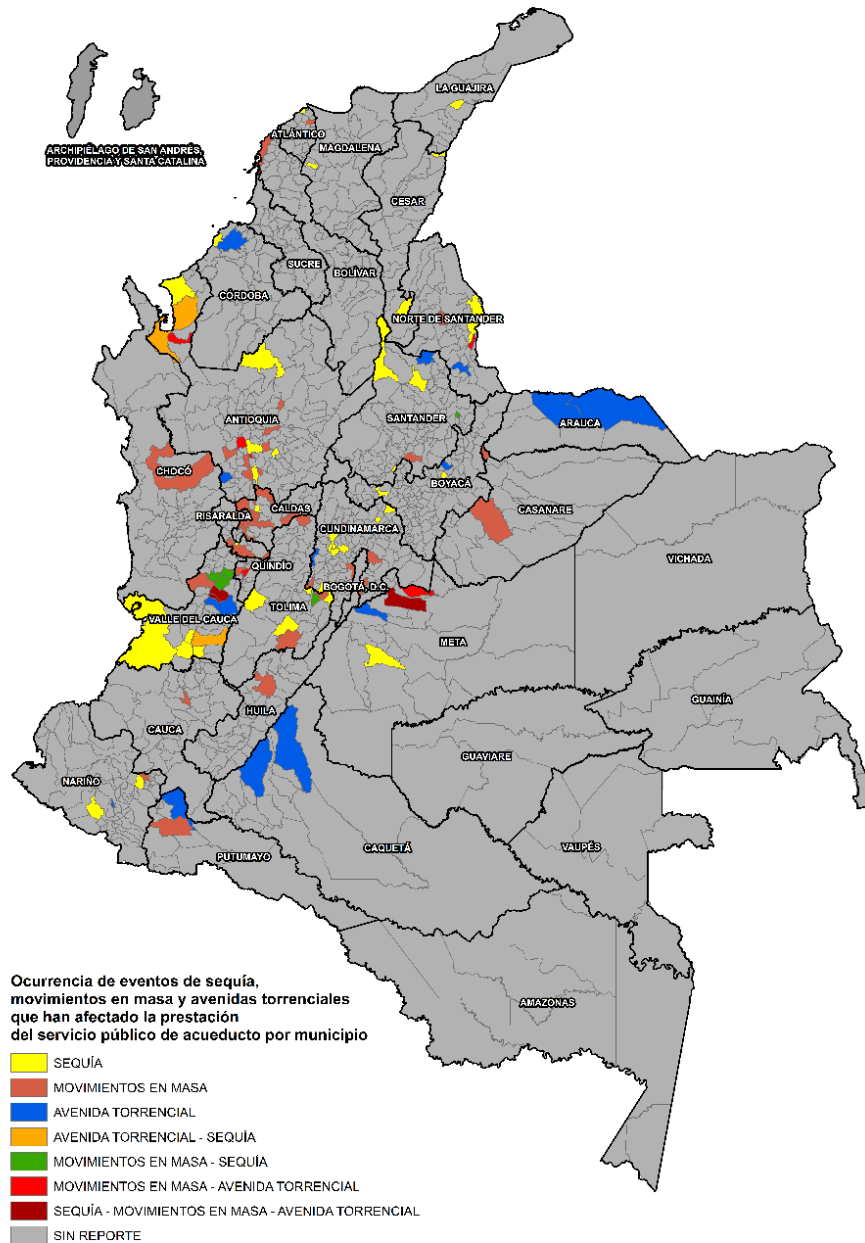 LA GUAJIRA
ATLÁNTICO
MAGDALENA
ARCHIPIÉLAGO DE SAN ANDRÉS,
PROVIDENCIA Y SANTA CATALINA
CESAR
SUCRE
BOLÍVAR
CÓRDOBA
NORTE DE SANTANDER
ANTIOQUIA
SANTANDER
ARAUCA
CHOCÓ
BOYACÁ
RISARALDA
CALDAS
CASANARE
CUNDINAMARCA
VICHADA
QUINDÍO
BOGOTÁ, D.C.
TOLIMA
VALLE DEL CAUCA
META
GUAINÍA
HUILA
CAUCA
GUAVIARE
NARIÑO
CAQUETÁ
VAUPÉS
PUTUMAYO
AMAZONAS
Ocurrencia de eventos de sequía,
movimientos en masa y avenidas torrenciales
que han afectado la prestación
del servicio público de acueducto por municipio
SEQUÍA
MOVIMIENTOS EN MASA
AVENIDA TORRENCIAL
AVENIDA TORRENCIAL - SEQUÍA
MOVIMIENTOS EN MASA - SEQUÍA
MOVIMIENTOS EN MASA - AVENIDA TORRENCIAL
SEQUÍA - MOVIMIENTOS EN MASA - AVENIDA TORRENCIAL
SIN REPORTE